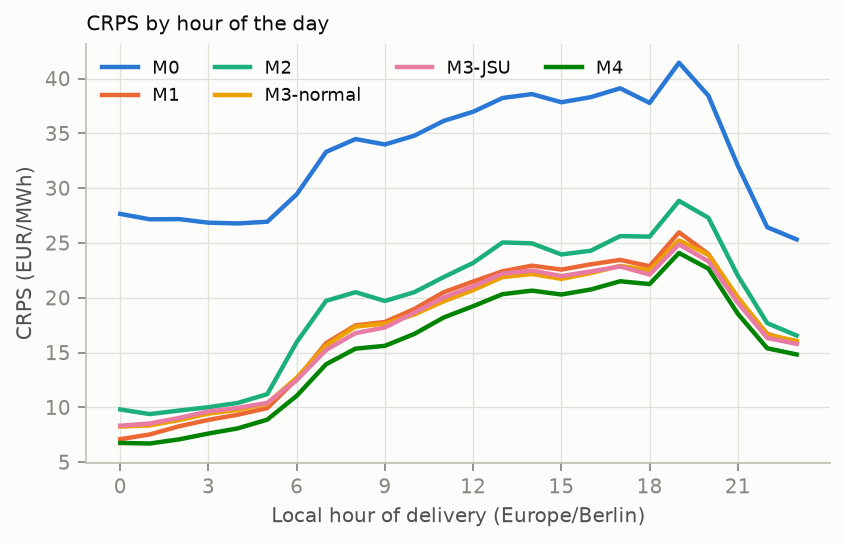 CRPS by hour of the day
M0 M2 M3-JSU M4
M1 M3-normal
CRPS (EUR/MWh)
40
35
30
25
20
15
10
5
0 3 6 9 12 15 18 21
Local hour of delivery (Europe/Berlin)